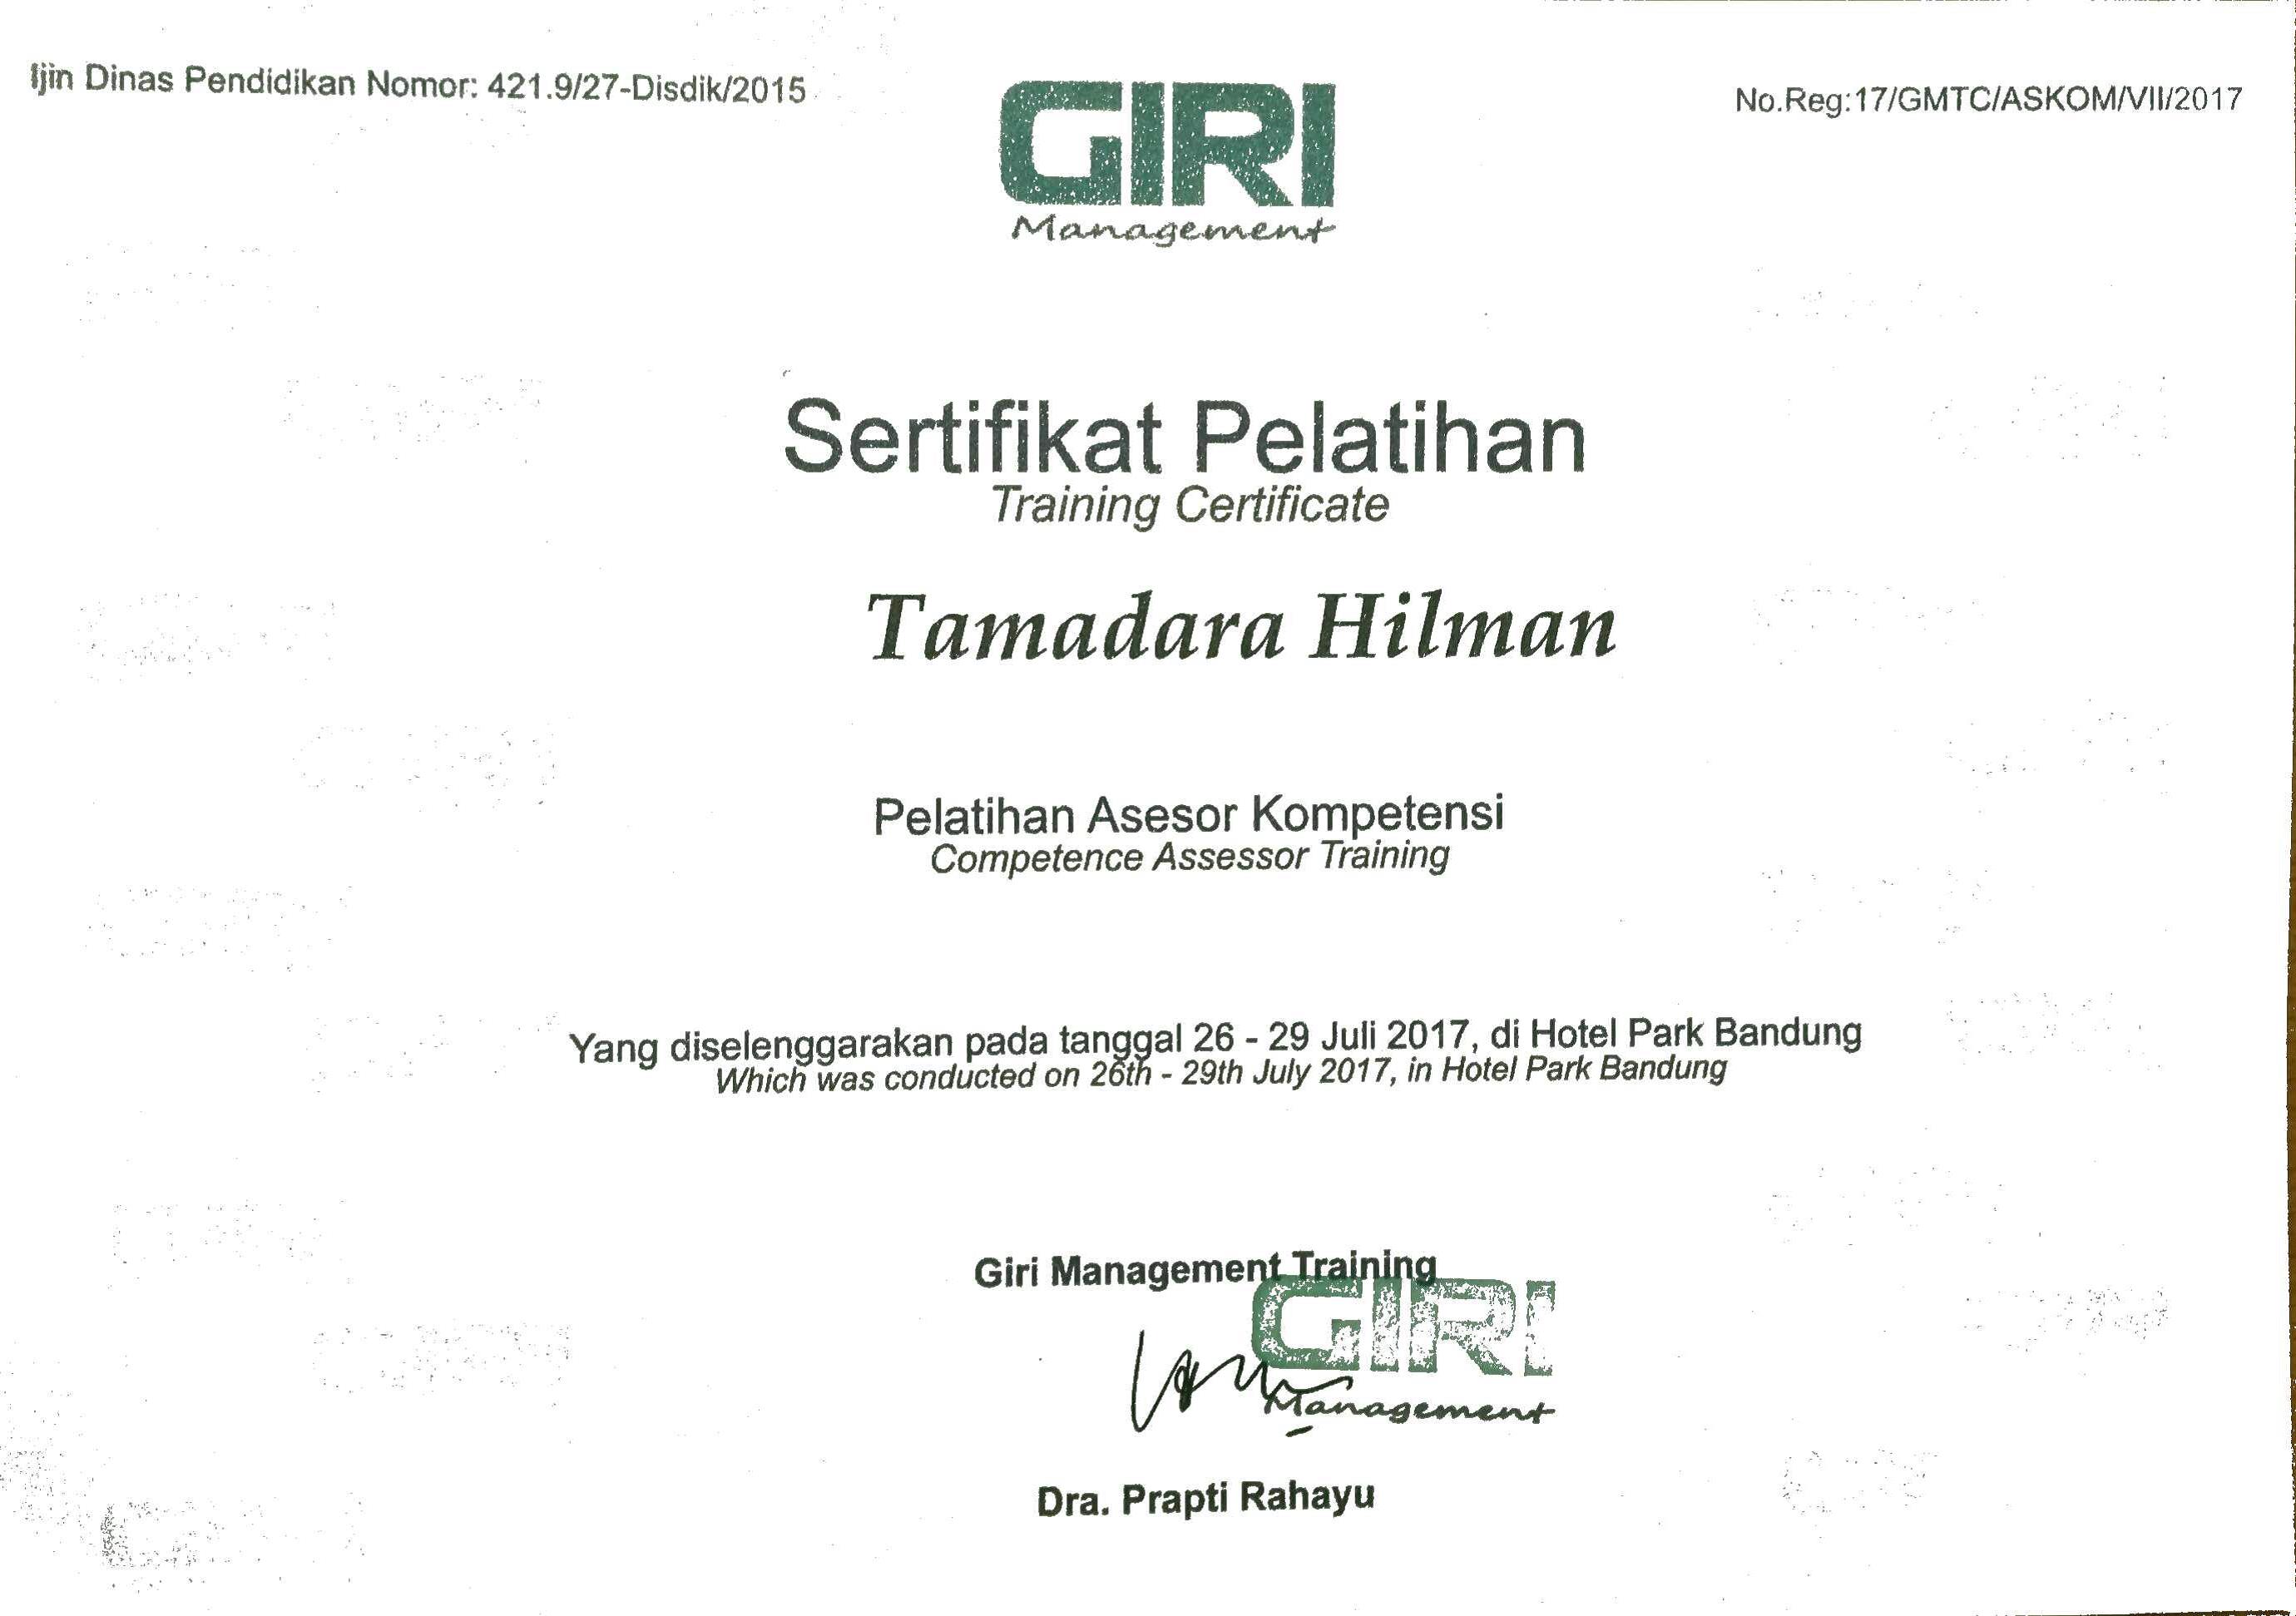 Ijin Dinas Pendidikan Nomor: 421.9/27-Disdik/2015
No.Reg:17/GMTC/ASKOM/VII/2017
GIRI
Management
Sertifikat Pelatihan
Training Certificate
Tamadara Hilman
Pelatihan Asesor Kompetensi
Competence Assessor Training
Yang diselenggarakan pada tanggal 26 - 29 Juli 2017, di Hotel Park Bandung
Which was conducted on 26th - 29th July 2017, in Hotel Park Bandung
Giri Management Training
GIRI
Management
Dra. Prapti Rahayu